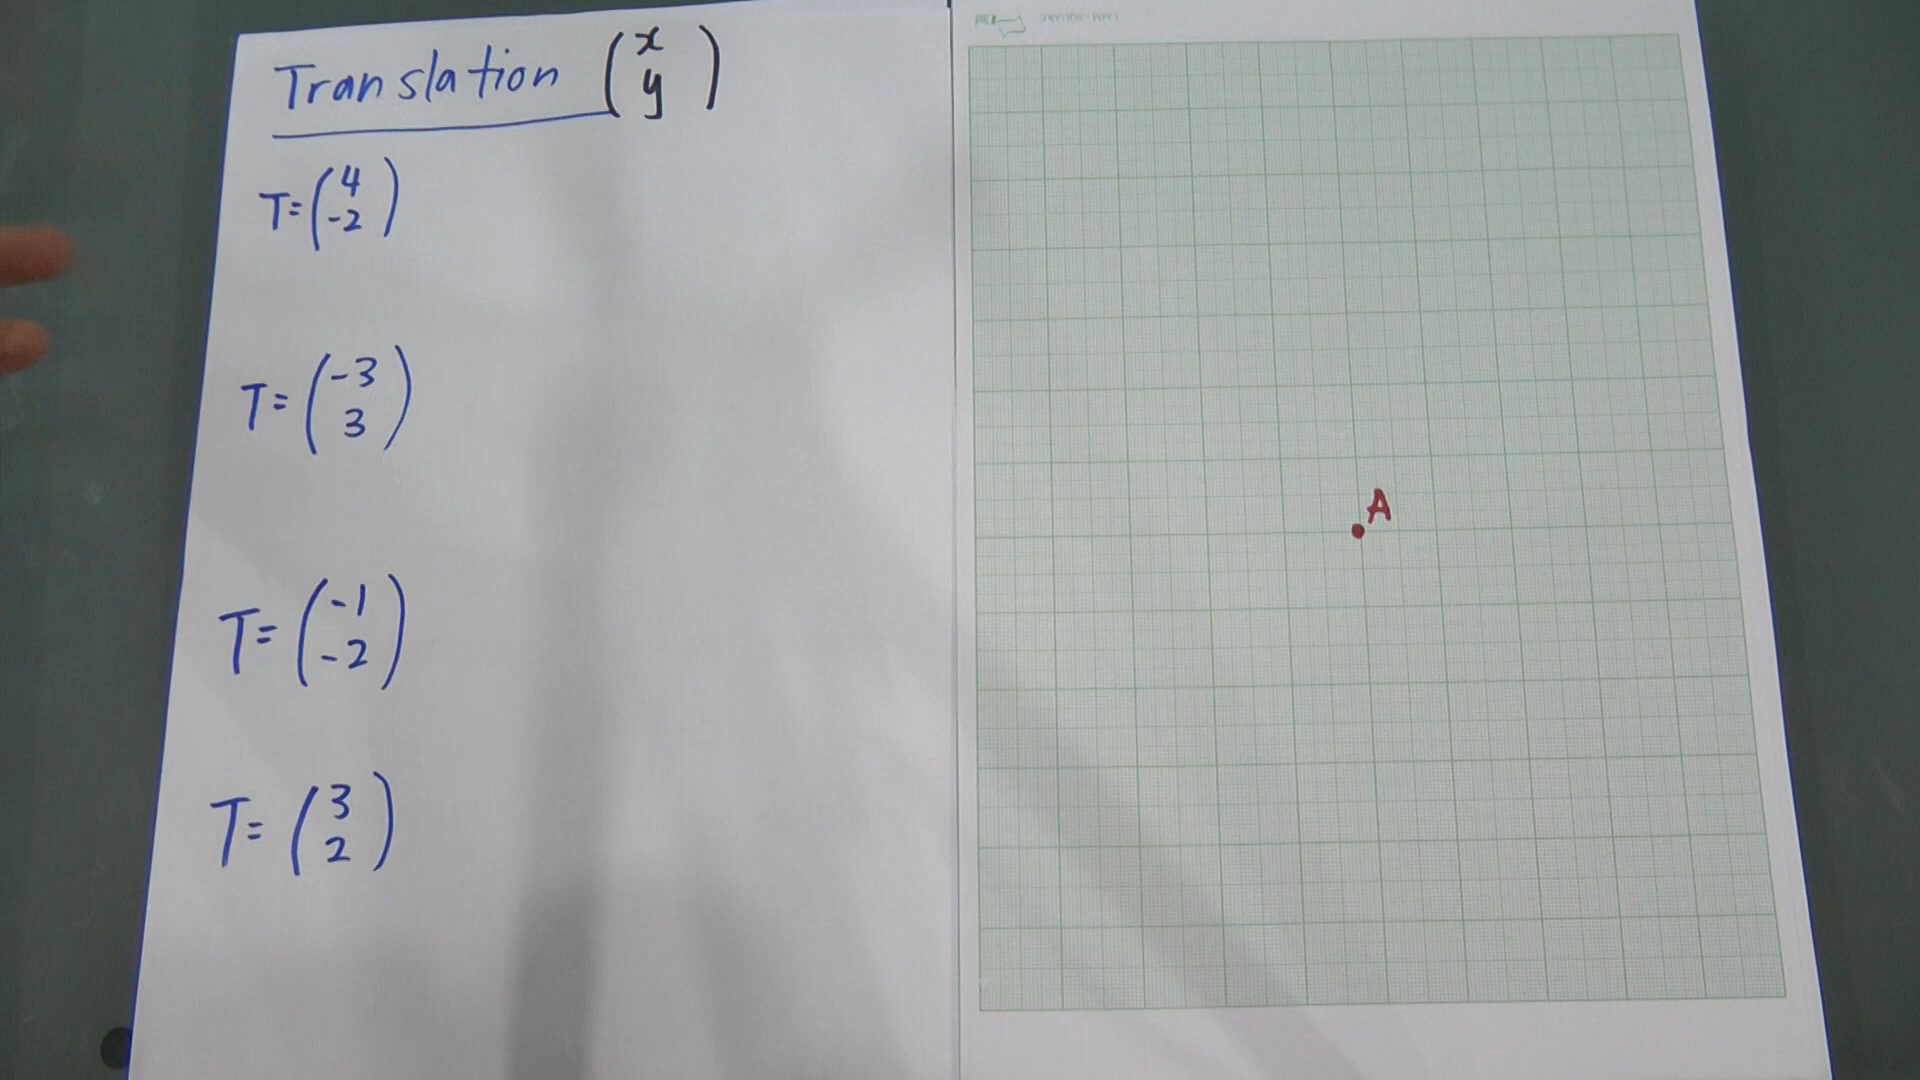 Translation (x
y)
T=(4
-2)
T=(-3
3)
T=(-1
-2)
T=(3
2)
A